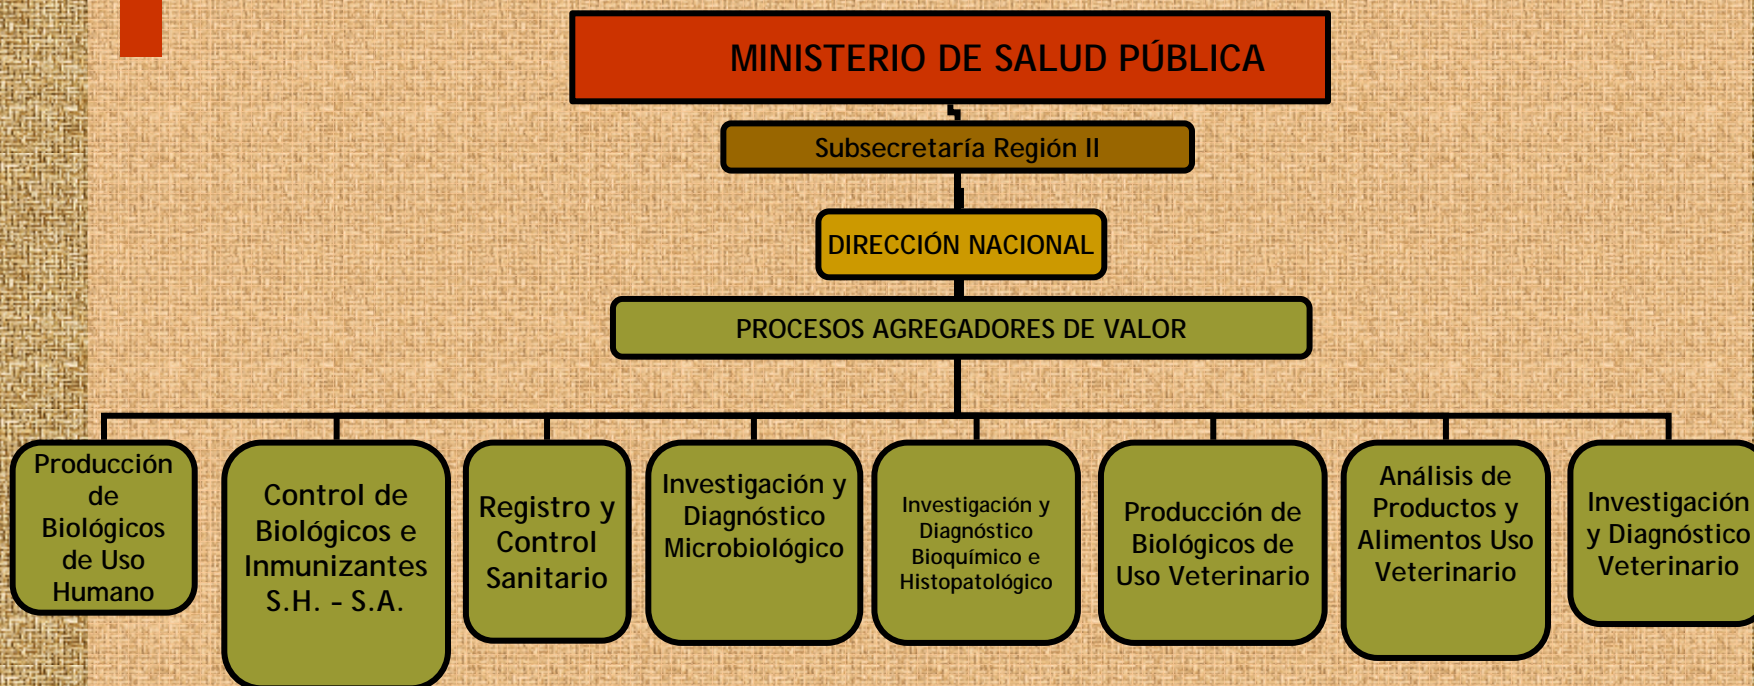 MINISTERIO DE SALUD PÚBLICA
Subsecretaría Región II
DIRECCIÓN NACIONAL
PROCESOS AGREGADORES DE VALOR
Producción
de
Biológicos
de Uso
Humano
Control de
Biológicos e
Inmunizantes
S.H. - S.A.
Registro y
Control
Sanitario
Investigación y
Diagnóstico
Microbiológico
Investigación y
Diagnóstico
Bioquímico e
Histopatológico
Producción de
Biológicos de
Uso Veterinario
Análisis de
Productos y
Alimentos Uso
Veterinario
Investigación
y Diagnóstico
Veterinario